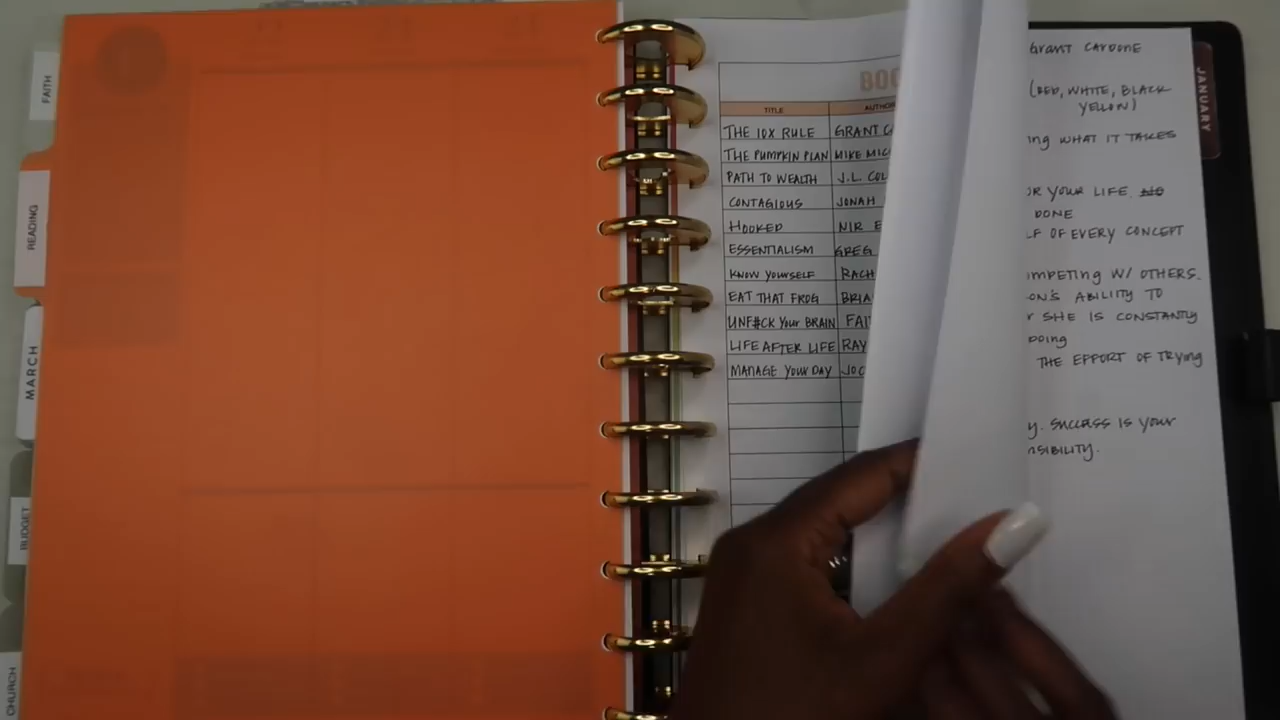 FAITH
READING
MARCH
BUDGET
CHURCH
BOO
TITLE AUTHOR
THE 10X RULE GRANT C
THE PUMPKIN PLAN MIKE MIC
PATH TO WEALTH J.L. COL
CONTAGIOUS JONAH
HOOKED NIR E
ESSENTIALISM GREG
KNOW YOURSELF RACH
EAT THAT FROG BRIA
UNF#CK YOUR BRAIN FAIT
LIFE AFTER LIFE RAY
MANAGE YOUR DAY JOC
GRANT CARDONE
(RED, WHITE, BLACK
YELLOW)
ing WHAT IT TAKES
OR YOUR LIFE.
DONE
LF OF EVERY CONCEPT
MPETING W/ OTHERS.
ON'S ABILITY TO
SHE IS CONSTANTLY
DOING
THE EFFORT OF TRYING
y. SUCCESS IS YOUR
NSIBILITY.
JANUARY